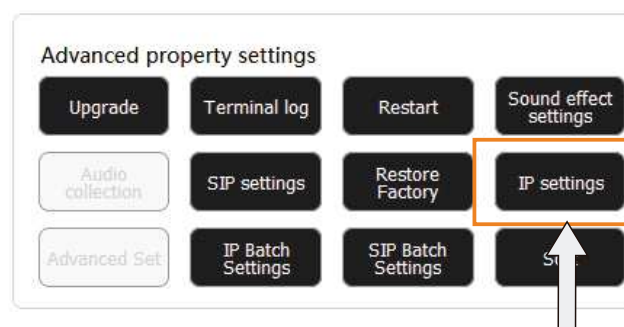 Advanced property settings
Upgrade
Terminal log
Restart
Sound effect
settings
Audio
collection
SIP settings
Restore
Factory
IP settings
Advanced Set
IP Batch
Settings
SIP Batch
Settings